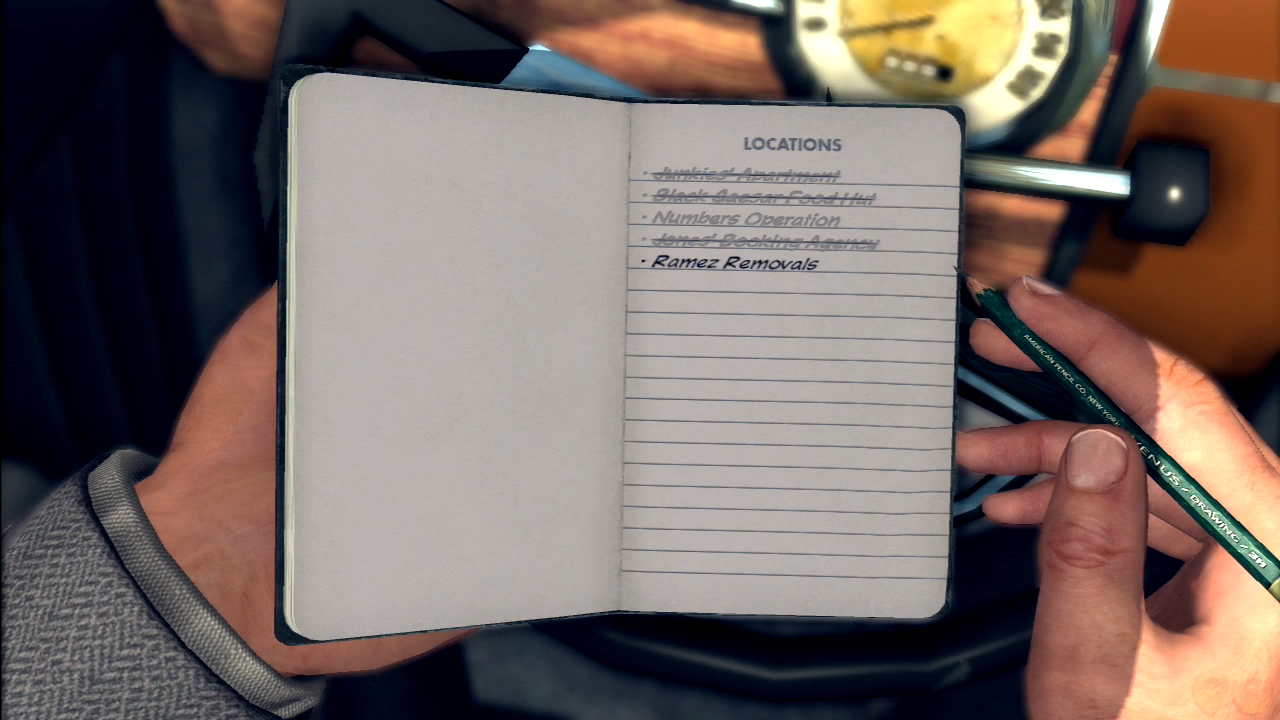 LOCATIONS
· Junkies' Apartment
· Black Caesar Food Hut
· Numbers Operation
· Jones' Booking Agency
· Ramez Removals
AMERICAN PENCIL CO. NEW YORK
VENUS / DRAWING /